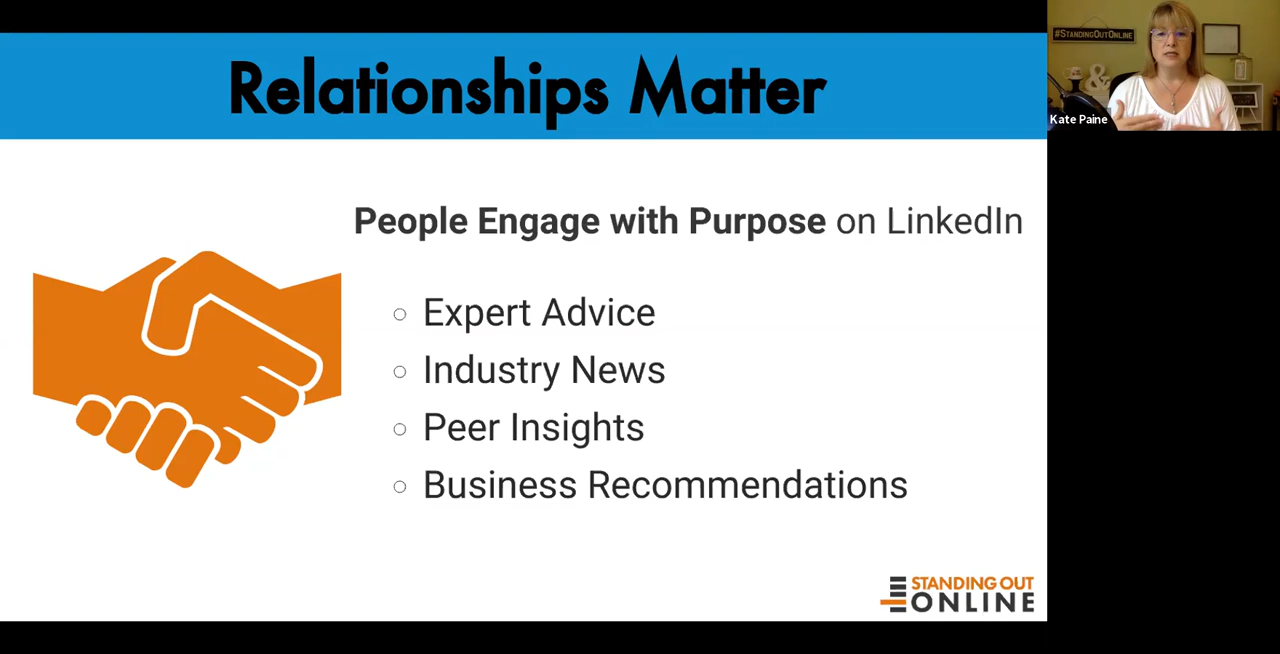 Relationships Matter
#STANDINGOUTONLINE
&
Kate Paine
People Engage with Purpose on LinkedIn
Expert Advice
Industry News
Peer Insights
Business Recommendations
STANDING OUT
ONLINE